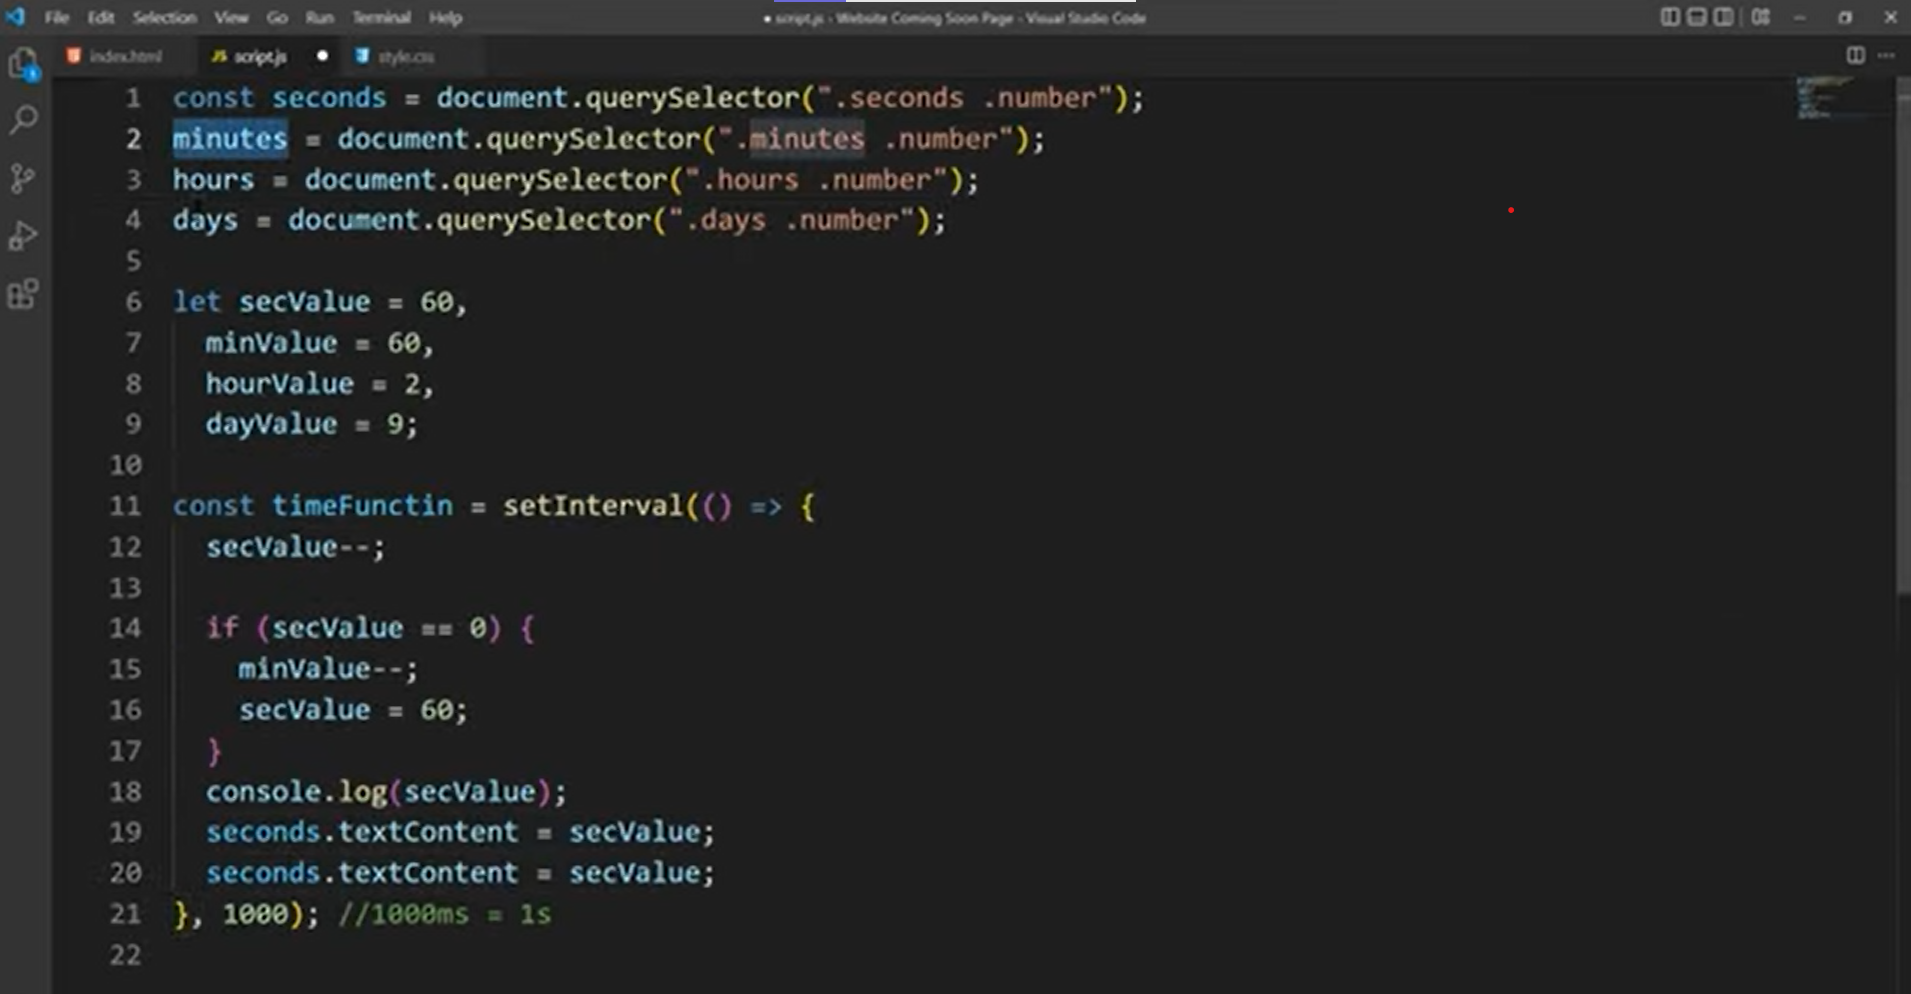 File Edit Selection View Go Run Terminal Help
● script.js - Website Coming Soon Page - Visual Studio Code
index.html JS script.js ● style.css
1 const seconds = document.querySelector(".seconds .number");
2 minutes = document.querySelector(".minutes .number");
3 hours = document.querySelector(".hours .number");
4 days = document.querySelector(".days .number");
5
6 let secValue = 60,
7 minValue = 60,
8 hourValue = 2,
9 dayValue = 9;
10
11 const timeFunctin = setInterval(() => {
12 secValue--;
13
14 if (secValue == 0) {
15 minValue--;
16 secValue = 60;
17 }
18 console.log(secValue);
19 seconds.textContent = secValue;
20 seconds.textContent = secValue;
21 }, 1000); //1000ms = 1s
22